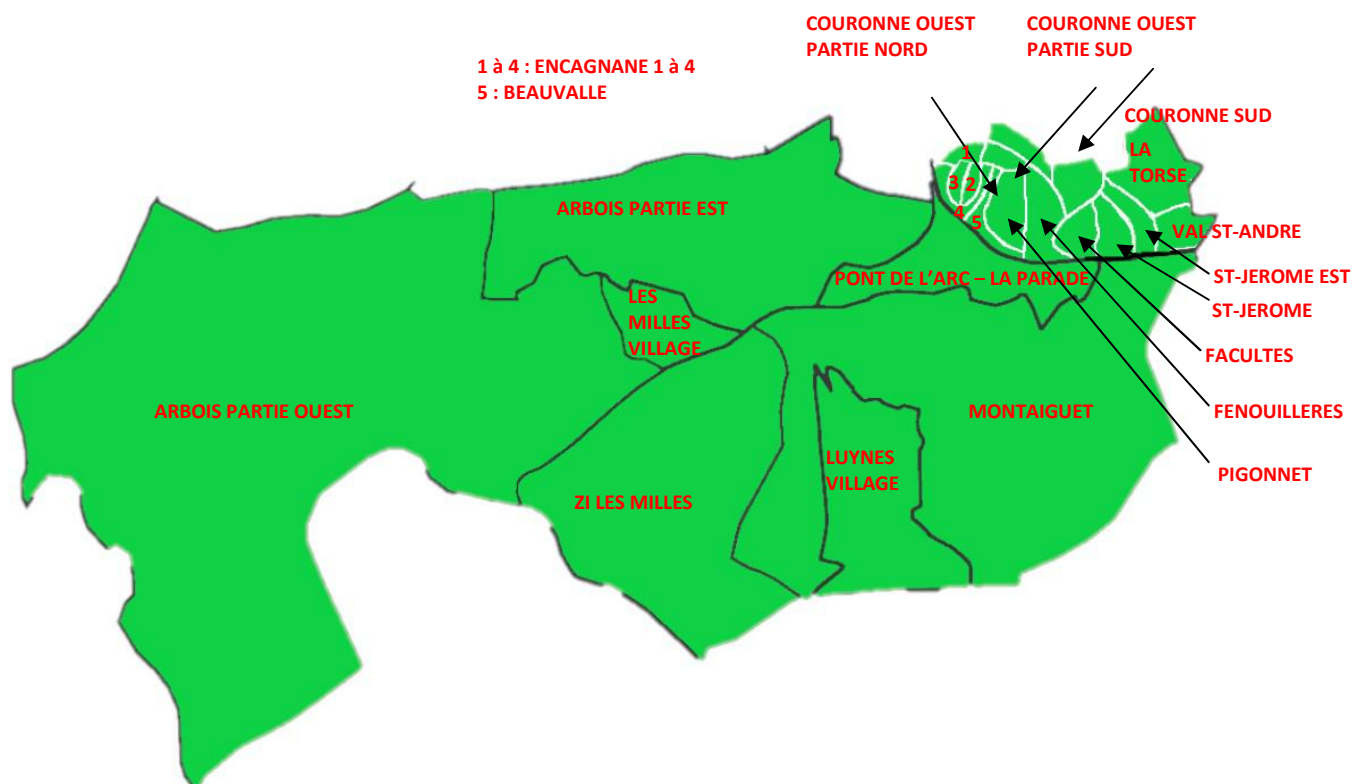 COURONNE OUEST
PARTIE NORD
COURONNE OUEST
PARTIE SUD
1 à 4 : ENCAGNANE 1 à 4
5 : BEAUVALLE
COURONNE SUD
LA
TORSE
1
3
2
4
5
ARBOIS PARTIE EST
VAL ST-ANDRE
ST-JEROME EST
PONT DE L’ARC – LA PARADE
ST-JEROME
LES
MILLES
VILLAGE
FACULTES
ARBOIS PARTIE OUEST
MONTAIGUET
FENOUILLERES
LUYNES
VILLAGE
PIGONNET
ZI LES MILLES